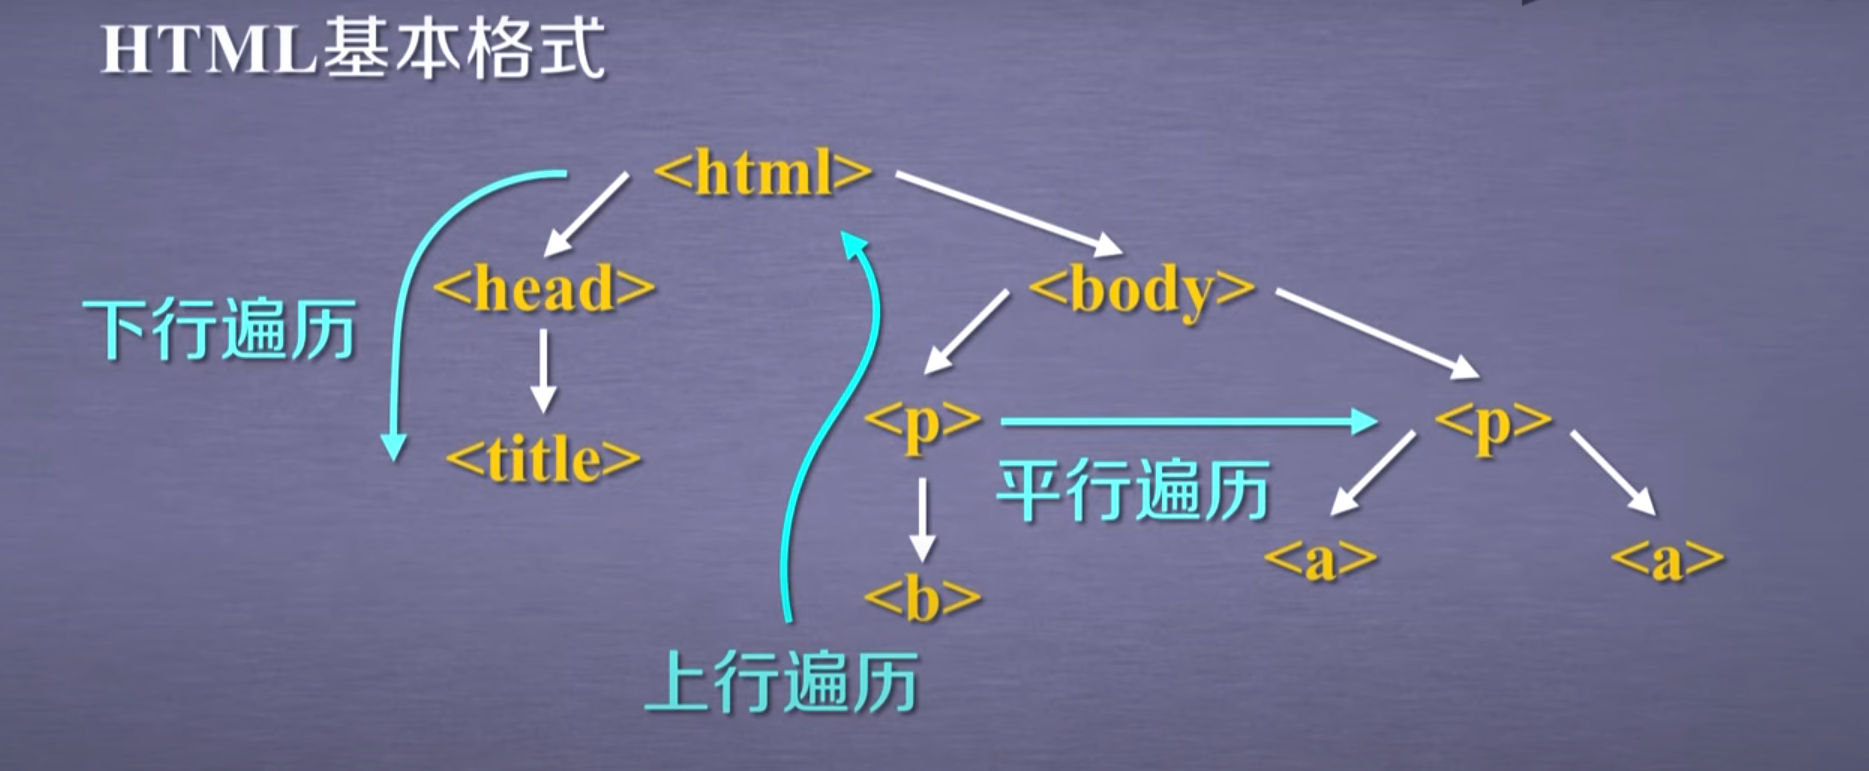 HTML基本格式
<html>
<head>
<body>
下行遍历
<title>
<p>
<p>
平行遍历
<b>
<a>
<a>
上行遍历